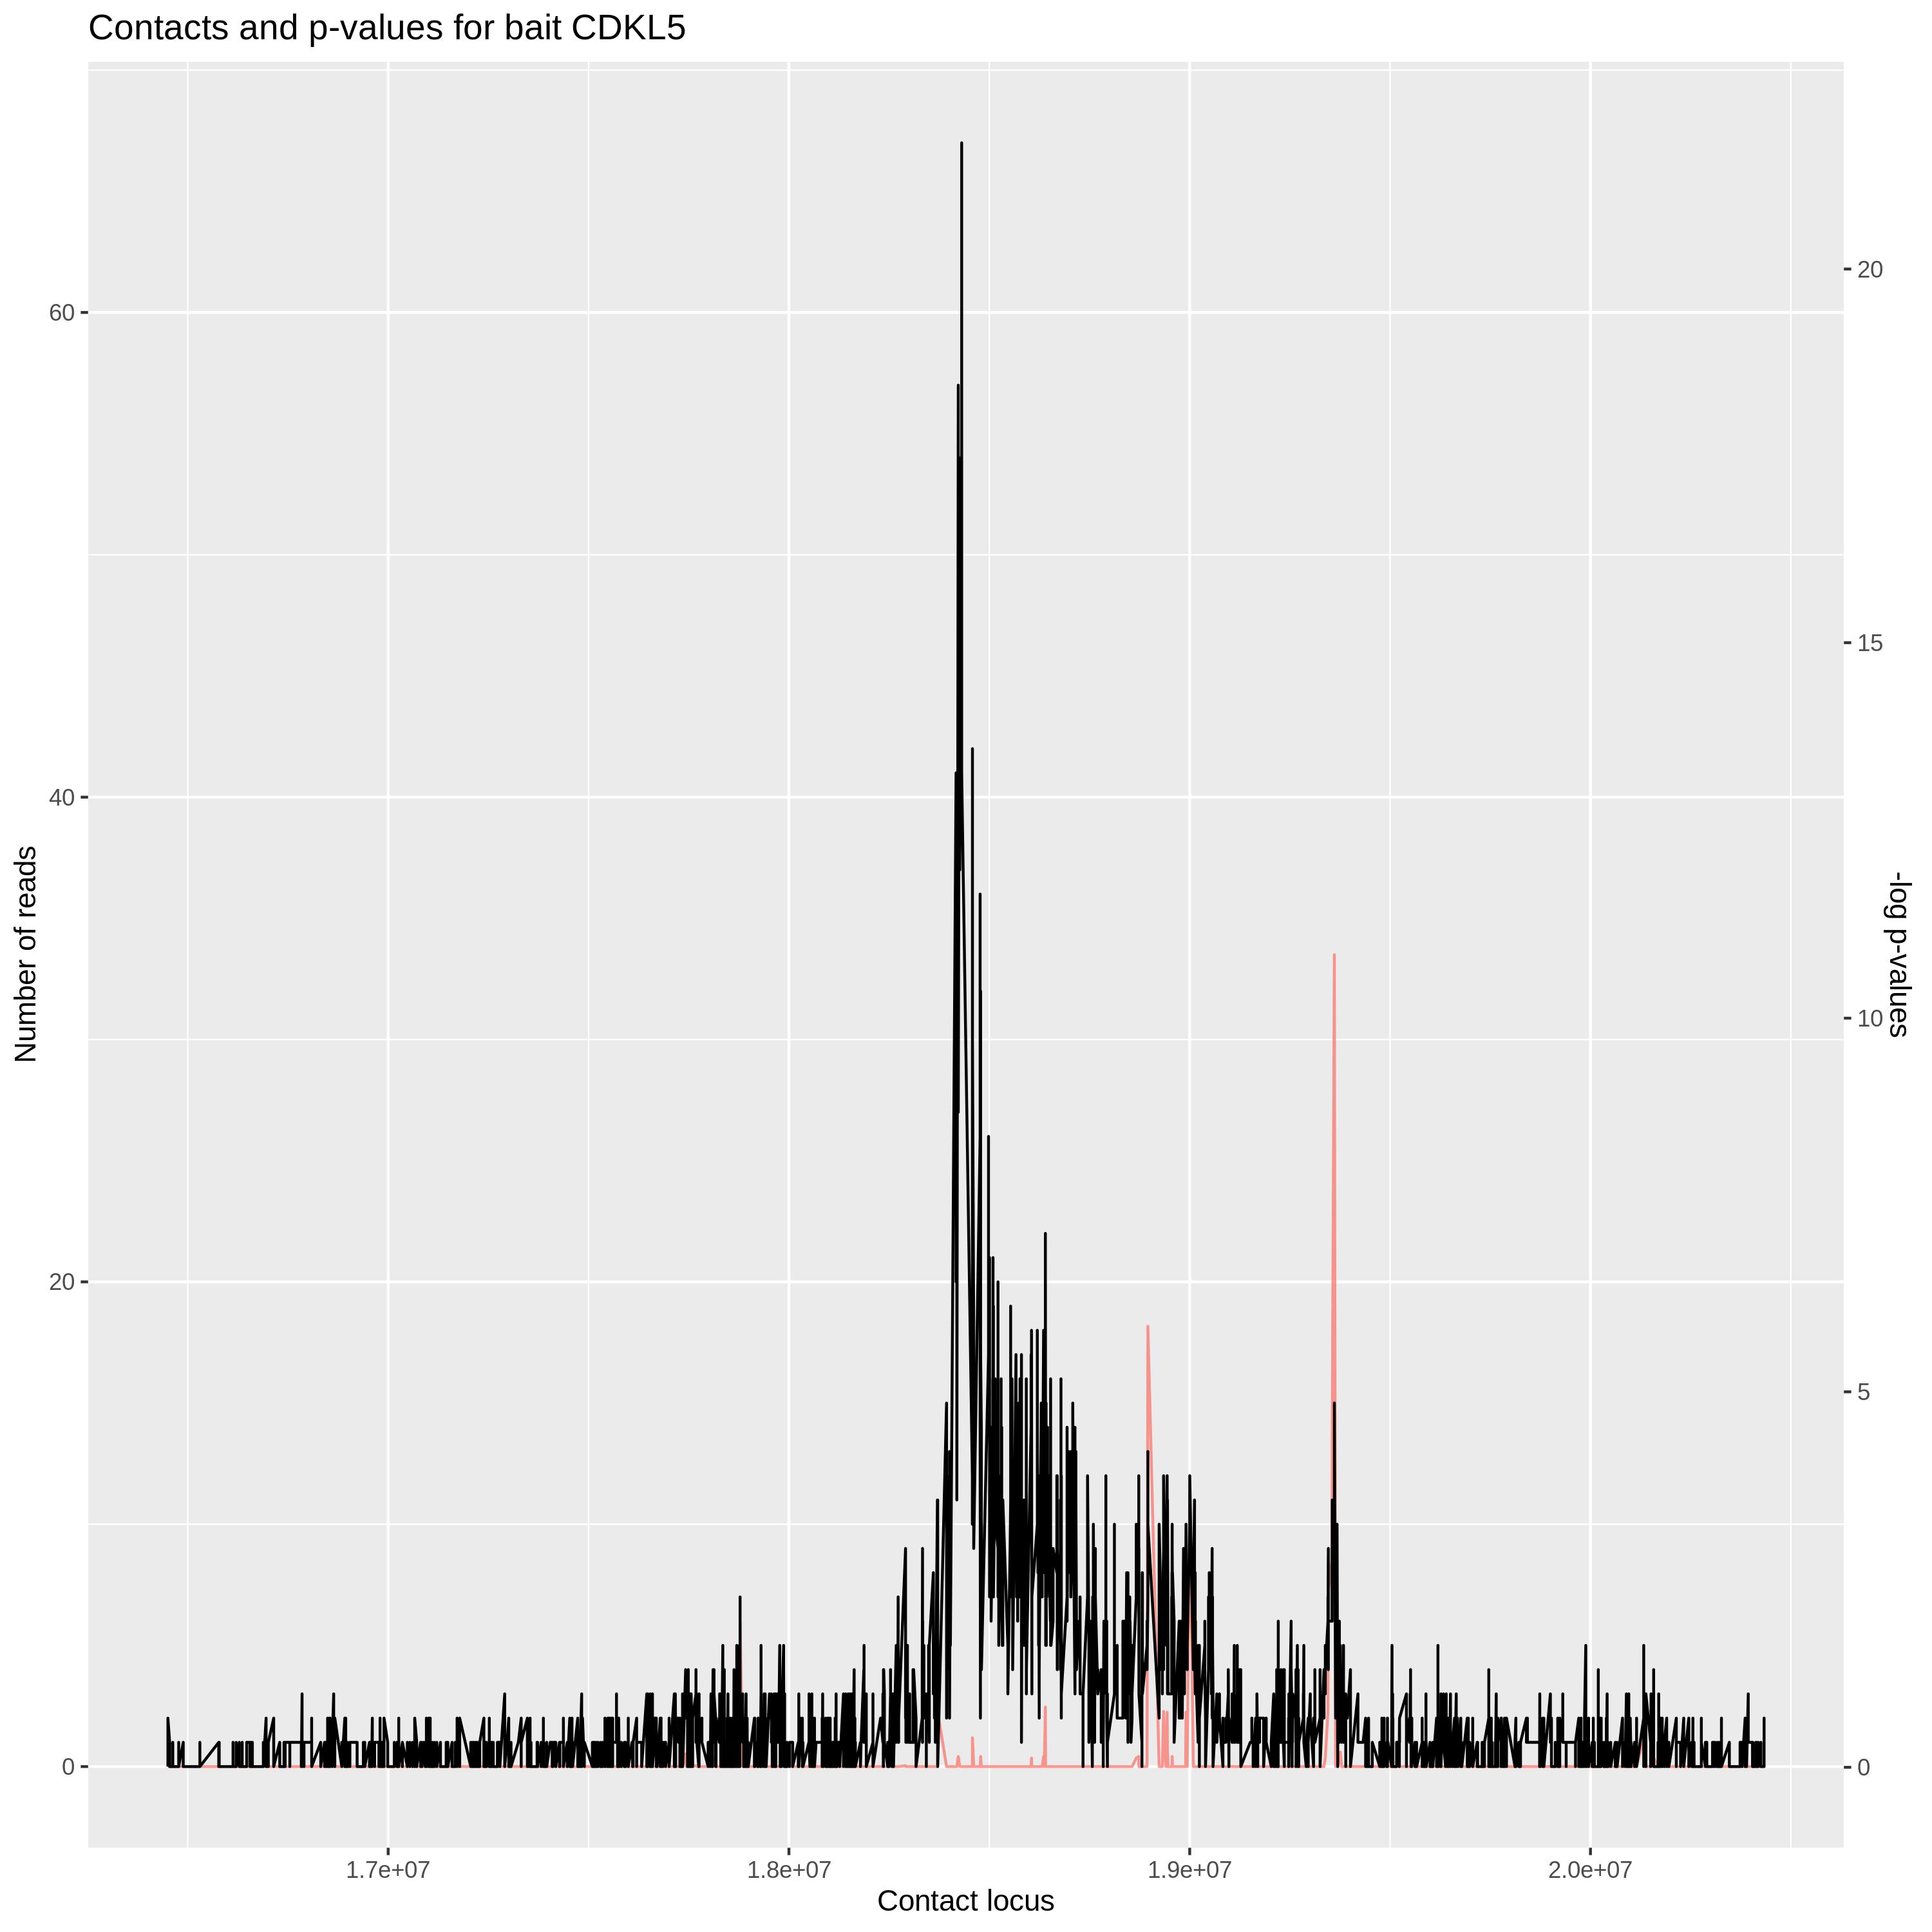 Contacts and p-values for bait CDKL5
Number of reads
60
40
20
0
20
15
10
5
0
-log p-values
1.7e+07 1.8e+07 1.9e+07 2.0e+07
Contact locus